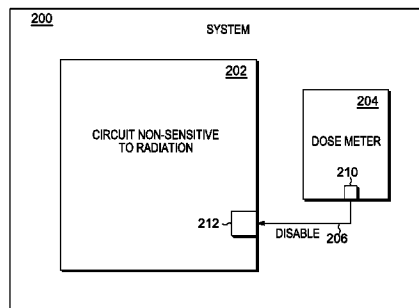 200
SYSTEM
202
204
CIRCUIT NON-SENSITIVE
TO RADIATION
DOSE METER
210
212
DISABLE
206